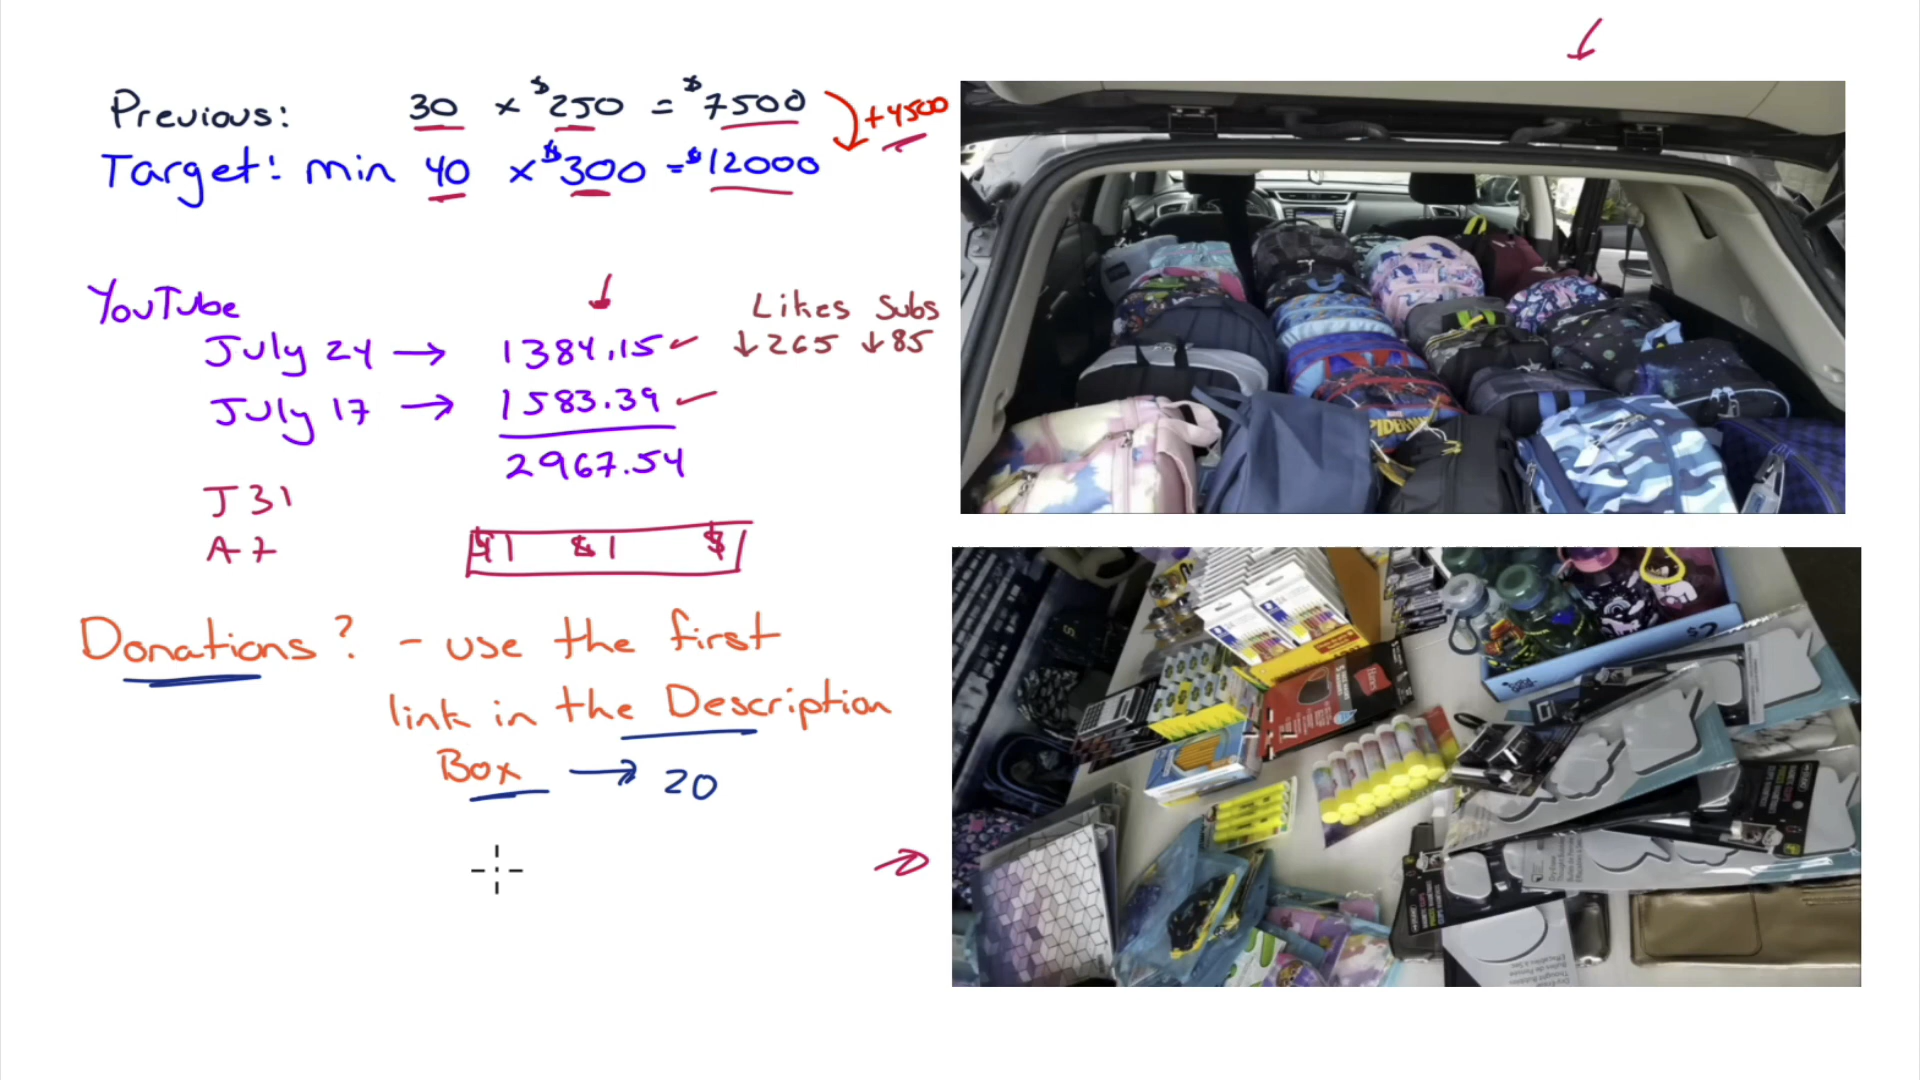 Previous: 30 x $250 = $7500
+4500
Target: min 40 x $300 = $12000
YouTube
Likes Subs
July 24 → 1384.15 ✓ ↓265 ↓85
July 17 → 1583.39 ✓
2967.54
J 31
A 7
$1 $1 $
Donations? - use the first
link in the Description
Box → 20
SPIDER
$2